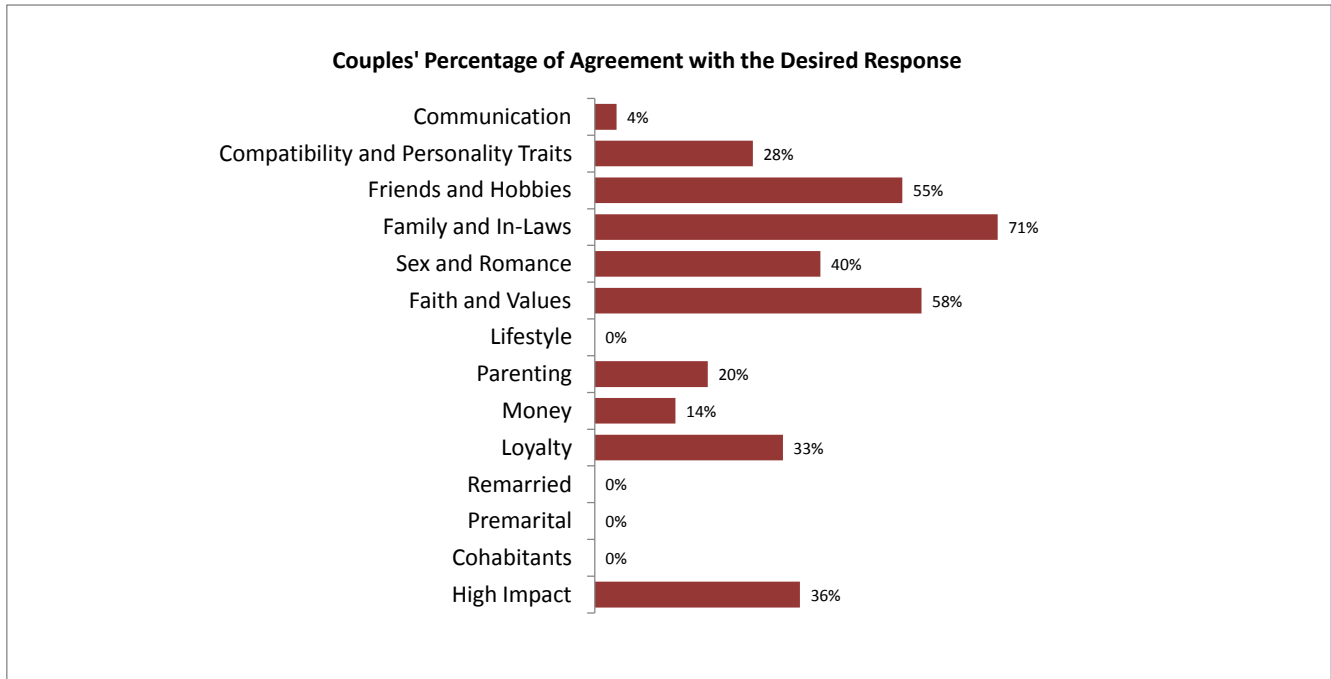 Couples' Percentage of Agreement with the Desired Response
Communication 4%
Compatibility and Personality Traits 28%
Friends and Hobbies 55%
Family and In-Laws 71%
Sex and Romance 40%
Faith and Values 58%
Lifestyle 0%
Parenting 20%
Money 14%
Loyalty 33%
Remarried 0%
Premarital 0%
Cohabitants 0%
High Impact 36%